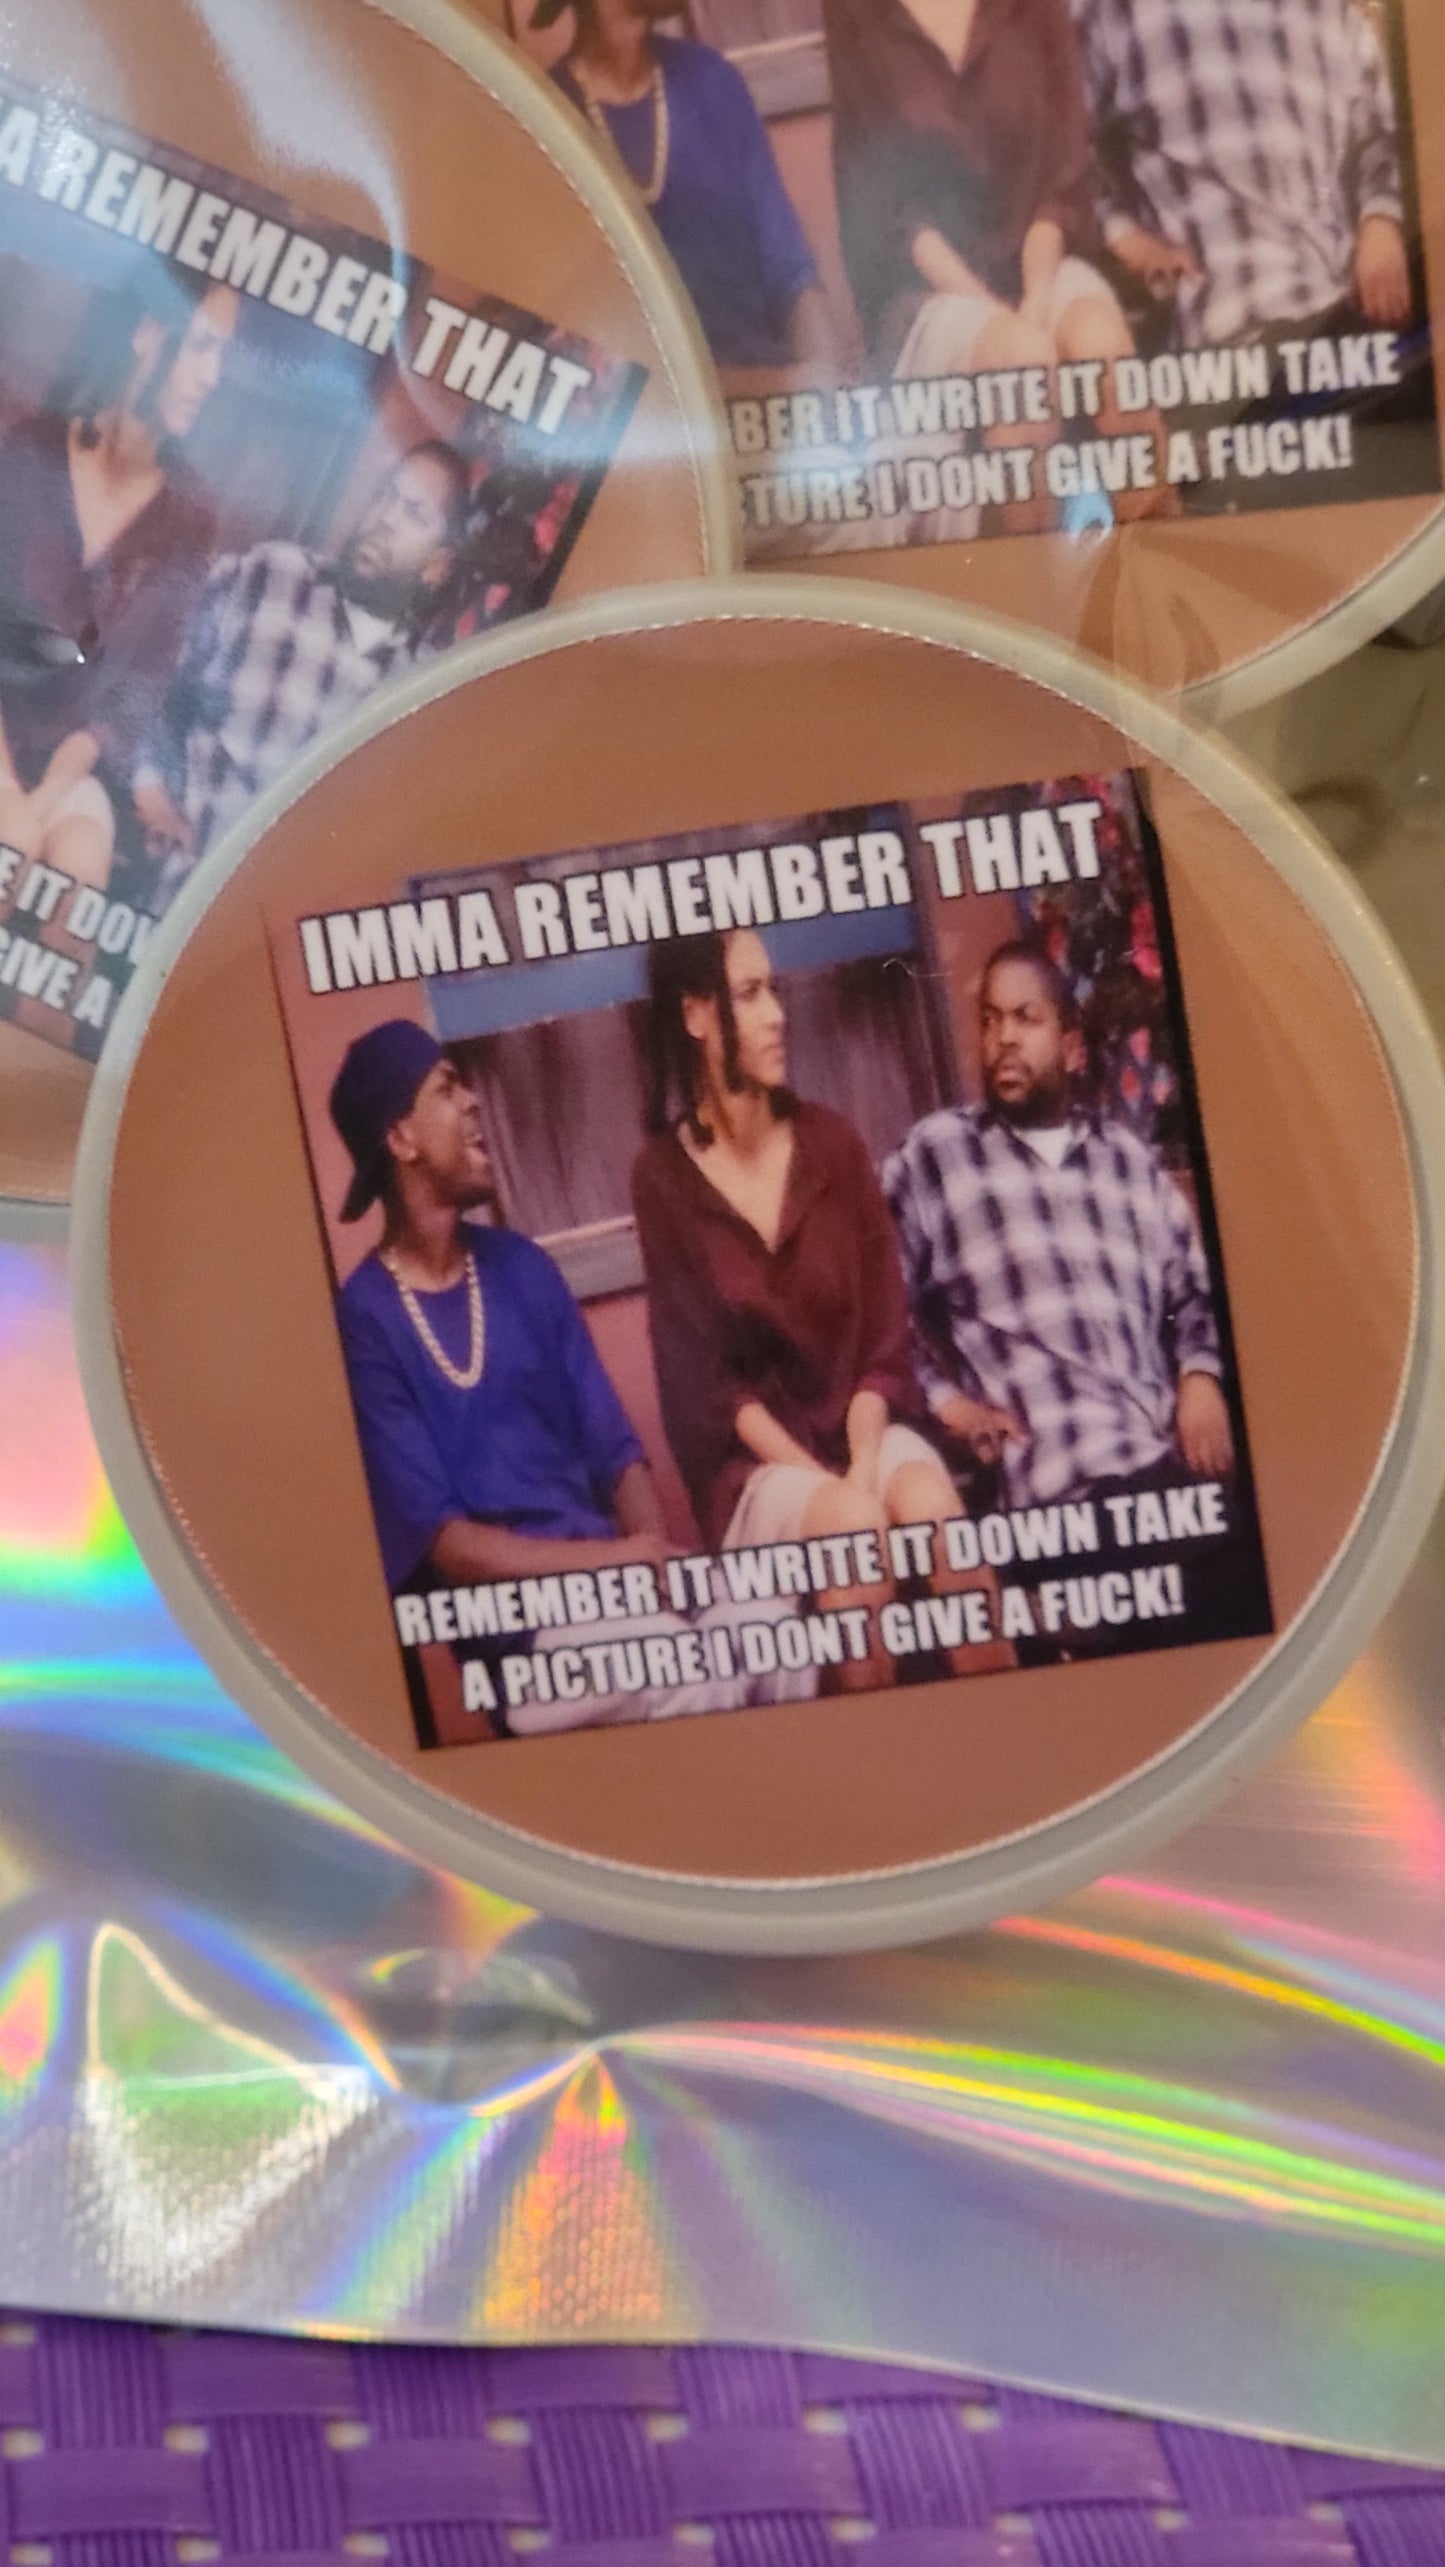 A REMEMBER THAT
E IT DOW
GIVE A
BER IT WRITE IT DOWN TAKE
TURE I DONT GIVE A FUCK!
IMMA REMEMBER THAT
REMEMBER IT WRITE IT DOWN TAKE
A PICTURE I DONT GIVE A FUCK!